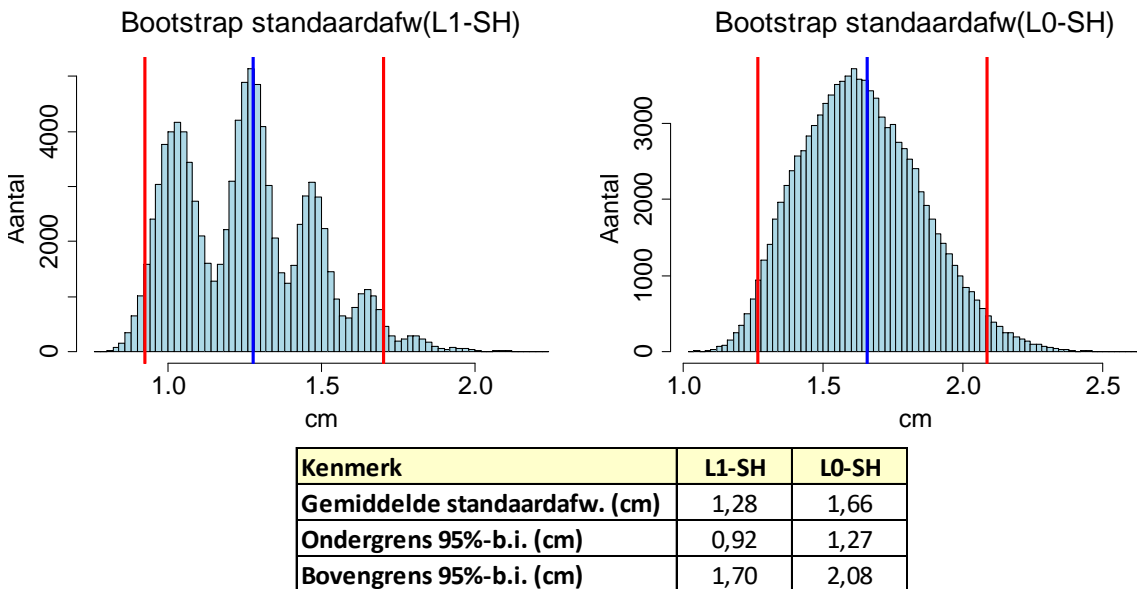 Bootstrap standaardafw(L1-SH)
Aantal
4000
2000
0
1.0 1.5 2.0
cm
Bootstrap standaardafw(L0-SH)
Aantal
3000
2000
1000
0
1.0 1.5 2.0 2.5
cm
Kenmerk L1-SH L0-SH
Gemiddelde standaardafw. (cm) 1,28 1,66
Ondergrens 95%-b.i. (cm) 0,92 1,27
Bovengrens 95%-b.i. (cm) 1,70 2,08